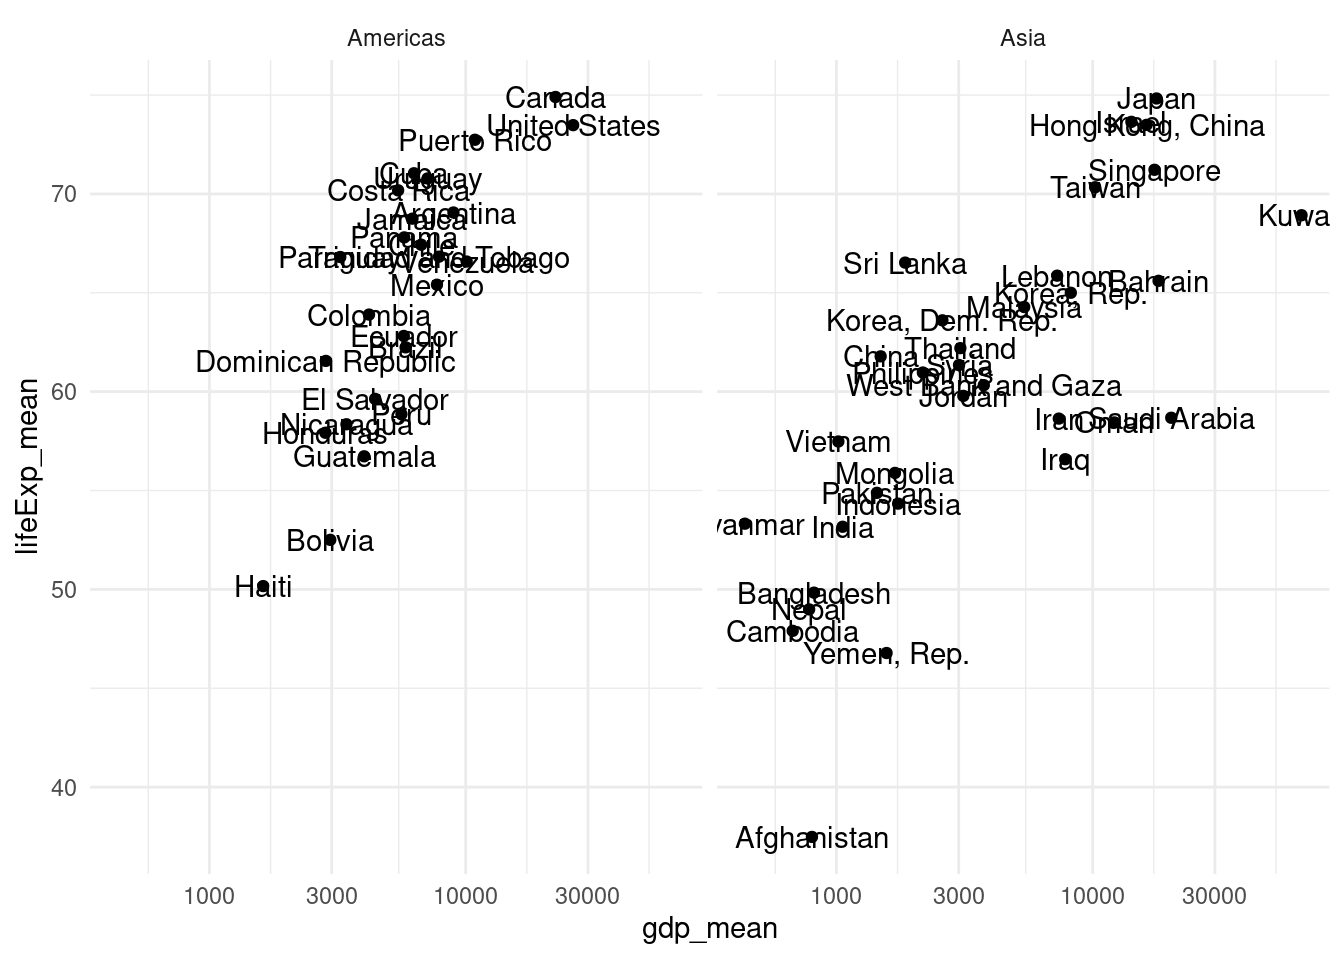 Americas
Asia
Canada
United States
Puerto Rico
Cuba
Uruguay
Costa Rica
Argentina
Jamaica
Panama
Chile
Paraguay
Trinidad and Tobago
Venezuela
Mexico
Colombia
Ecuador
Brazil
Dominican Republic
El Salvador
Peru
Nicaragua
Honduras
Guatemala
Bolivia
Haiti
Japan
Israel
Hong Kong, China
Singapore
Taiwan
Kuwa
Sri Lanka
Lebanon
Bahrain
Korea, Rep.
Malaysia
Korea, Dem. Rep.
Thailand
China
Syria
Philippines
West Bank and Gaza
Jordan
Iran
Oman
Saudi Arabia
Vietnam
Iraq
Mongolia
Pakistan
Indonesia
yanmar
India
Bangladesh
Nepal
Cambodia
Yemen, Rep.
Afghanistan
70
60
50
40
lifeExp_mean
1000
3000
10000
30000
1000
3000
10000
30000
gdp_mean